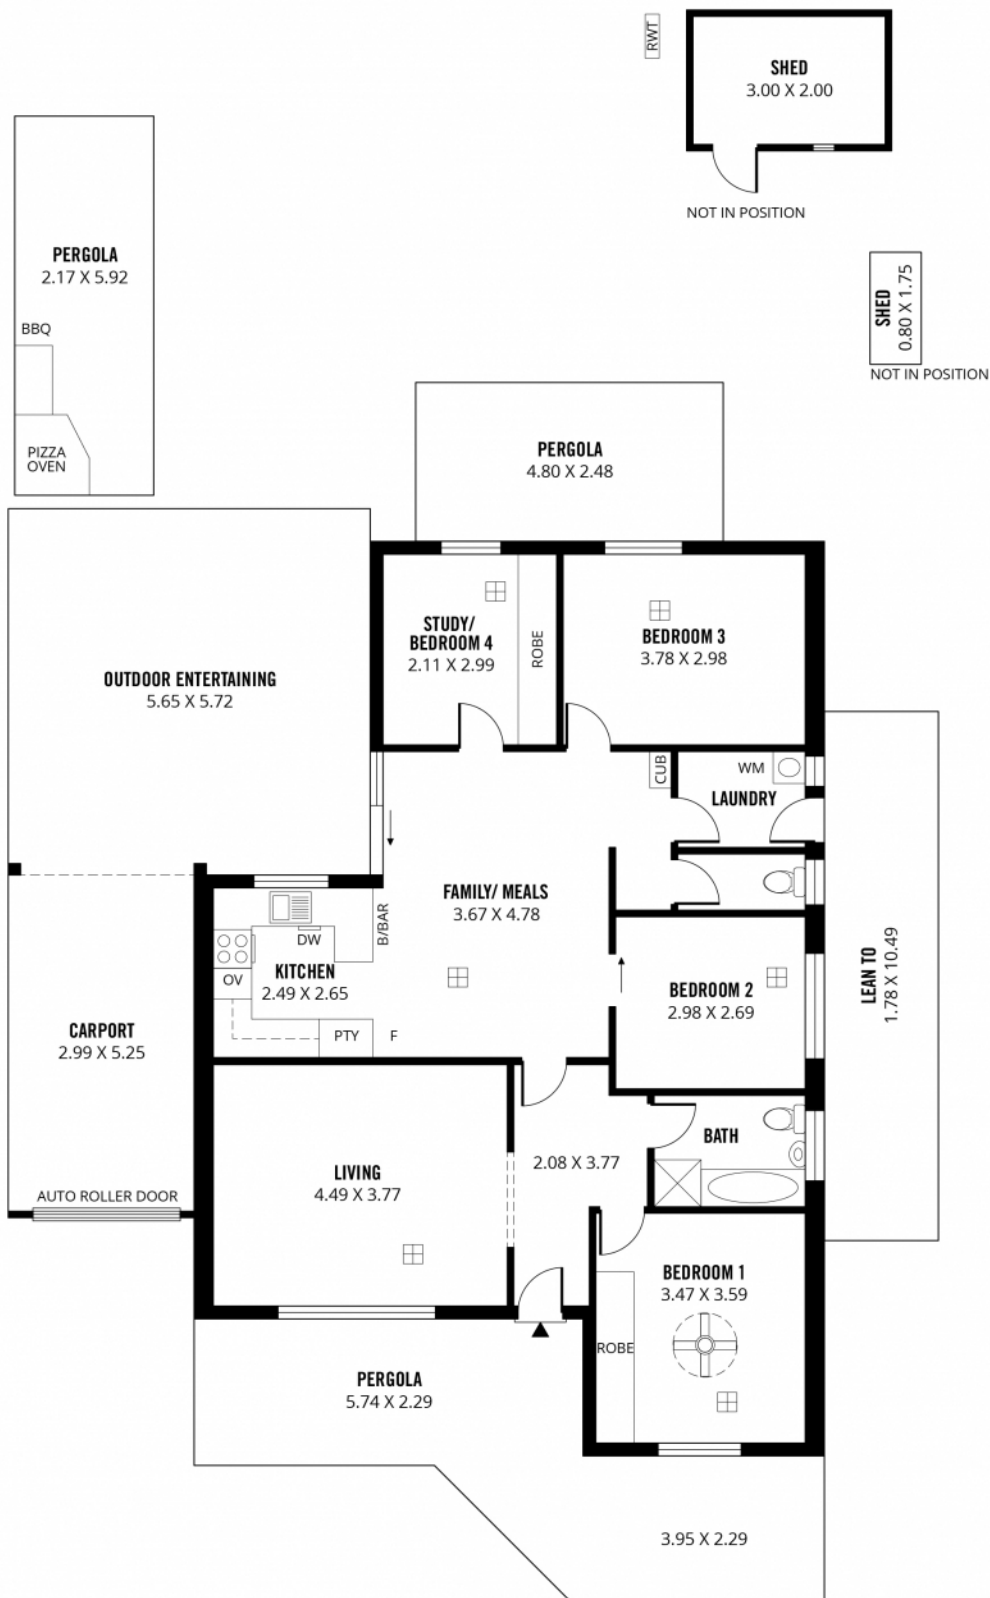 RWT
SHED
3.00 X 2.00
NOT IN POSITION
PERGOLA
2.17 X 5.92
BBQ
PIZZA
OVEN
SHED
0.80 X 1.75
NOT IN POSITION
PERGOLA
4.80 X 2.48
STUDY/
BEDROOM 4
2.11 X 2.99
ROBE
BEDROOM 3
3.78 X 2.98
OUTDOOR ENTERTAINING
5.65 X 5.72
CUB
WM
LAUNDRY
FAMILY/ MEALS
3.67 X 4.78
B/BAR
DW
KITCHEN
2.49 X 2.65
OV
PTY
F
BEDROOM 2
2.98 X 2.69
LEAN TO
1.78 X 10.49
CARPORT
2.99 X 5.25
AUTO ROLLER DOOR
LIVING
4.49 X 3.77
2.08 X 3.77
BATH
BEDROOM 1
3.47 X 3.59
ROBE
PERGOLA
5.74 X 2.29
3.95 X 2.29